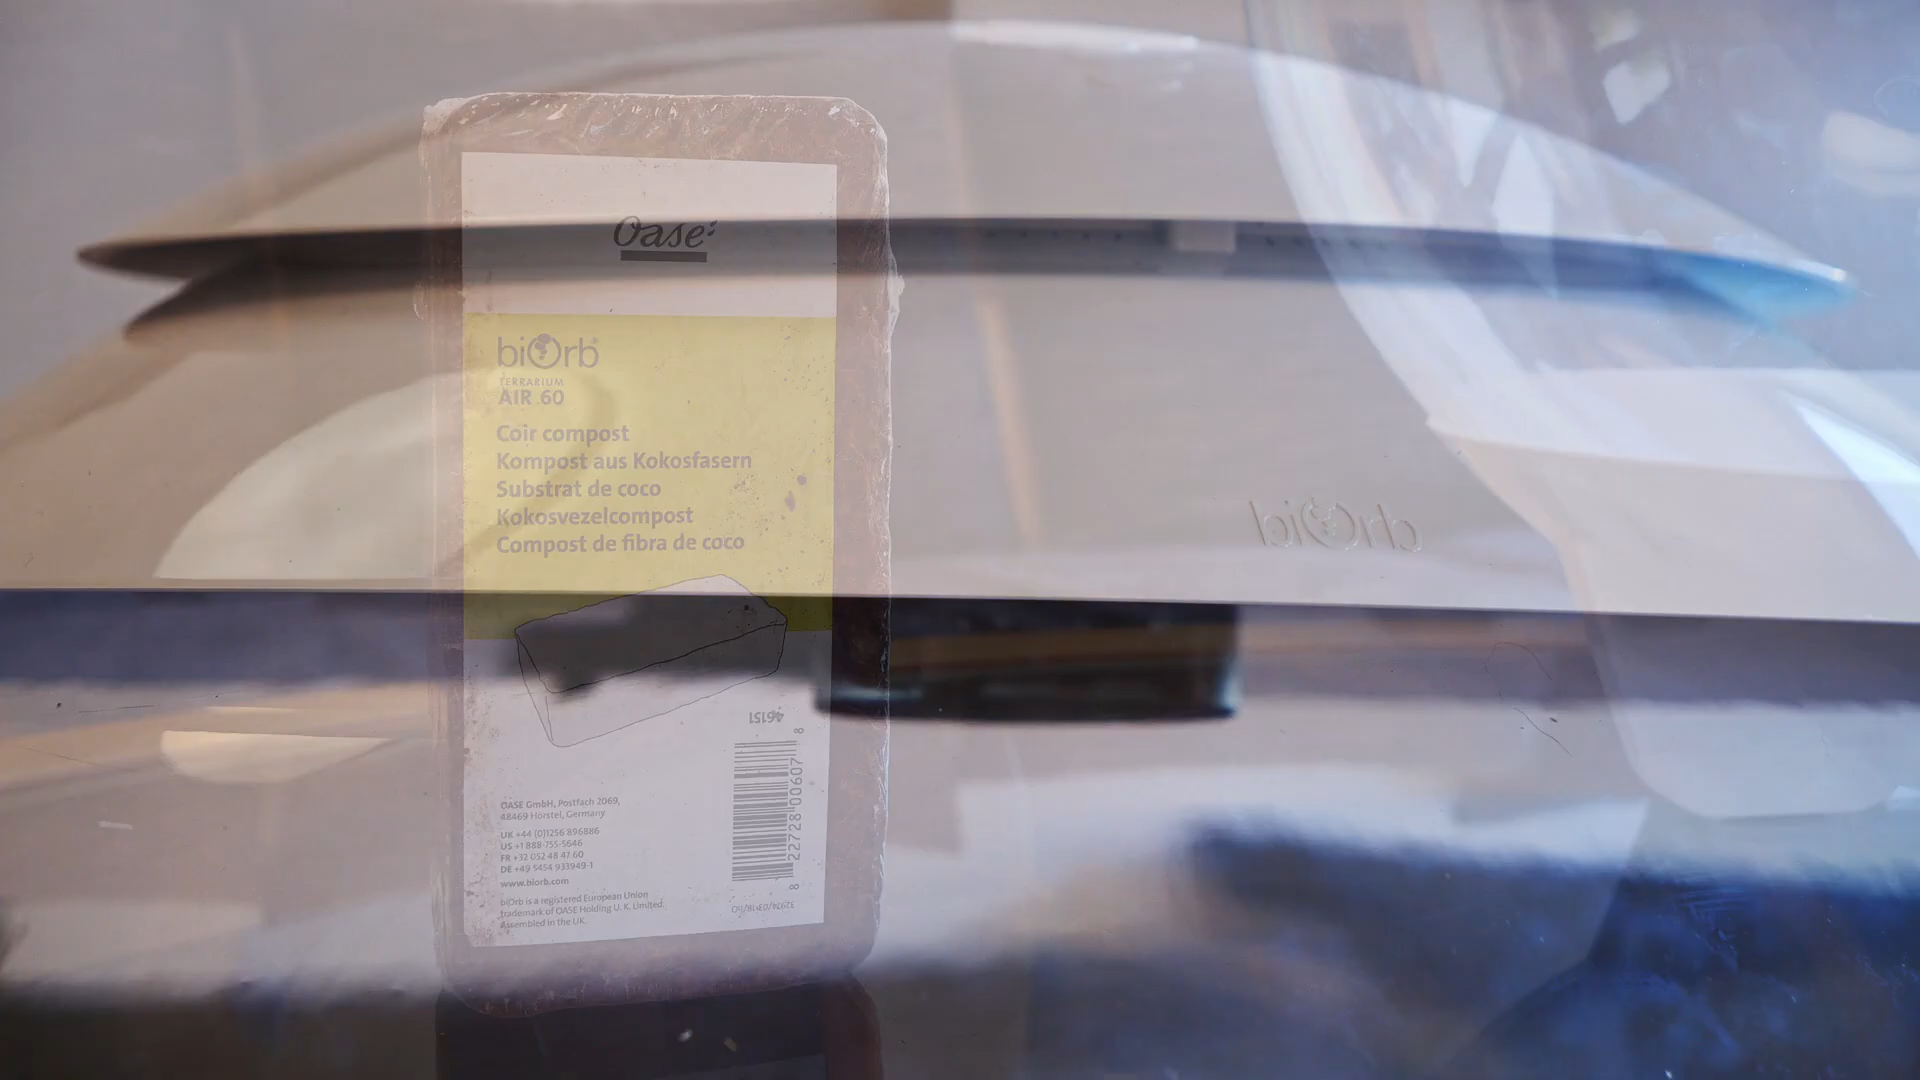 Oase
biOrb
TERRARIUM
AIR 60
Coir compost
Kompost aus Kokosfasern
Substrat de coco
Kokosvezelcompost
Compost de fibra de coco
46151
8 22728 00607 8
OASE GmbH, Postfach 2069,
48469 Hörstel, Germany
UK +44 (0)1256 896886
US +1 888-755-5646
FR +32 052 48 47 60
DE +49 5454 933949-1
www.biorb.com
biOrb is a registered European Union
trademark of OASE Holding U. K. Limited.
Assembled in the UK.
biOrb